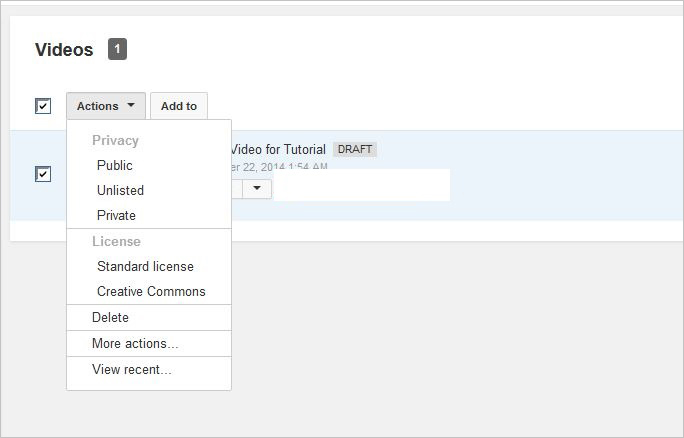 Videos 1
Actions Add to
Privacy
Public
Video for Tutorial DRAFT
22, 2014 1:54 AM
Unlisted
Private
License
Standard license
Creative Commons
Delete
More actions...
View recent...